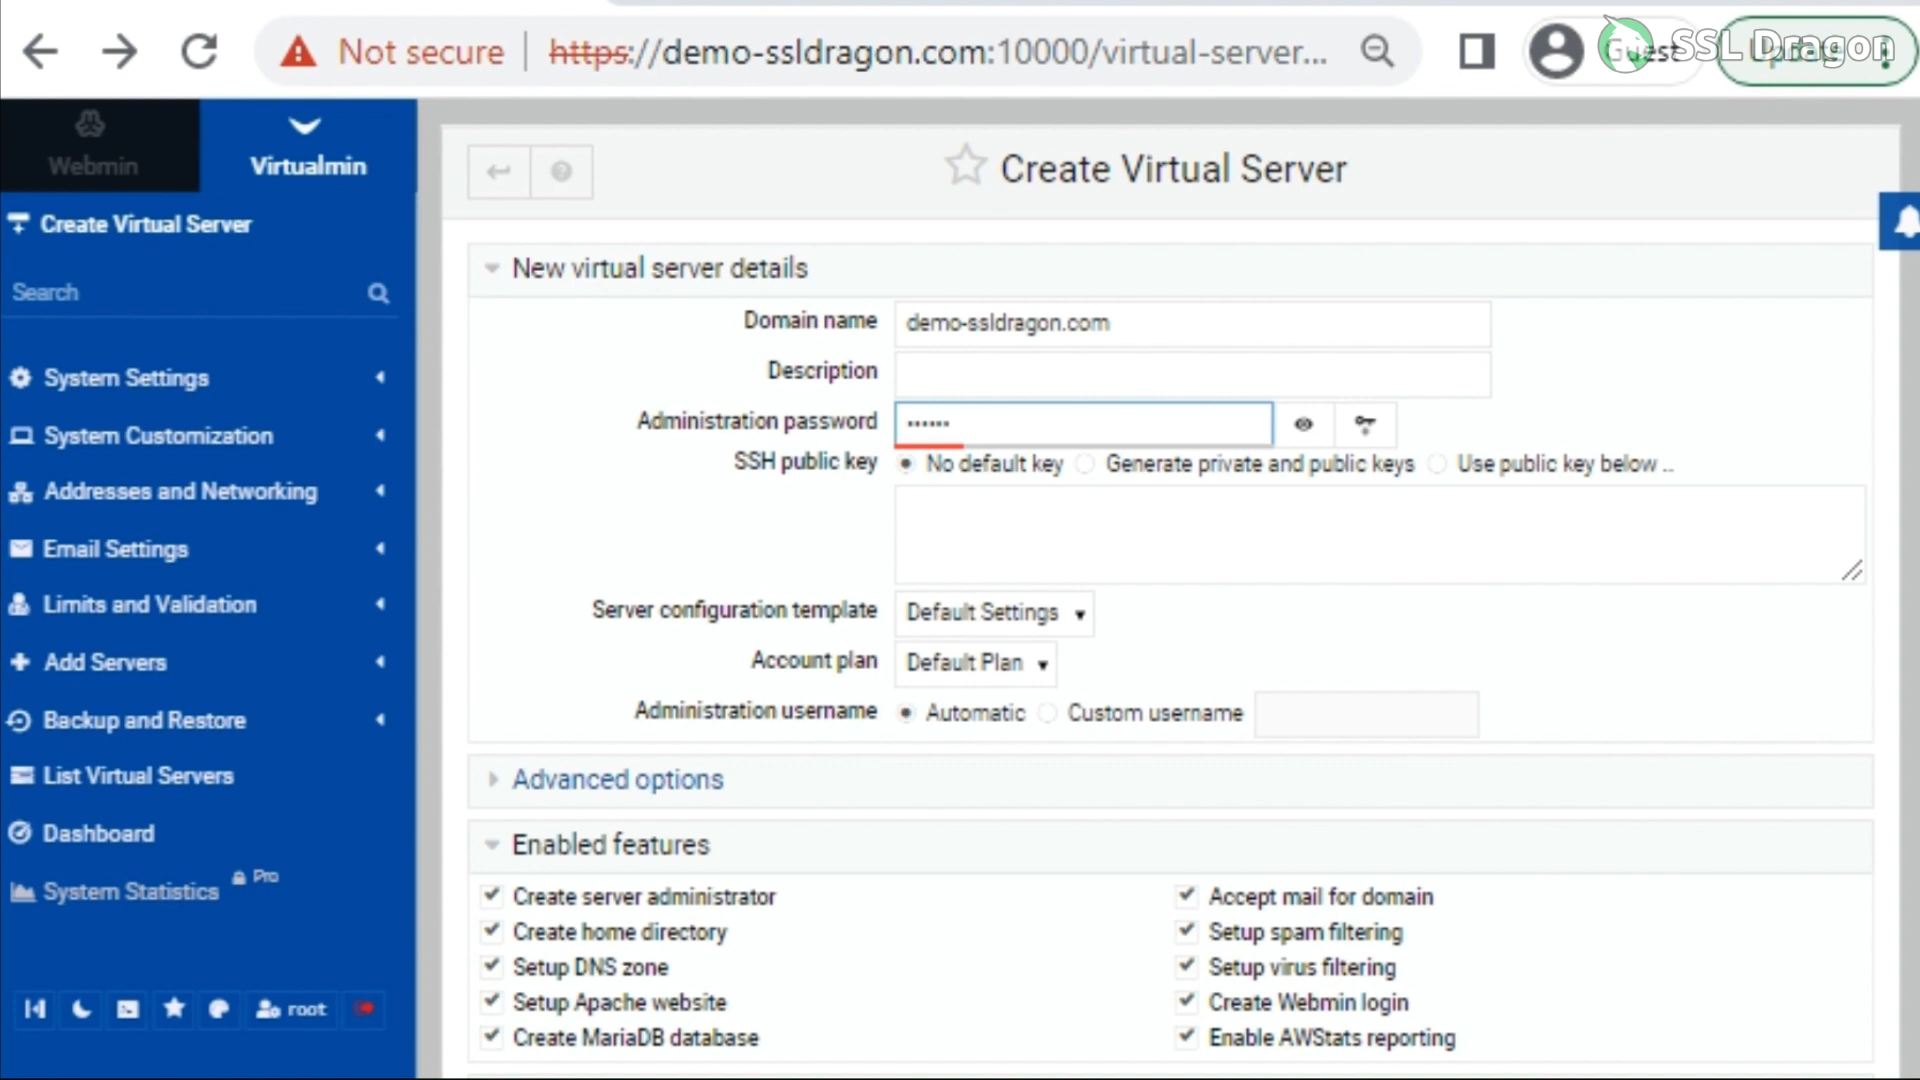 Not secure https://demo-ssldragon.com:10000/virtual-server...
SSL Dragon
Webmin
Virtualmin
Create Virtual Server
Search
System Settings
System Customization
Addresses and Networking
Email Settings
Limits and Validation
Add Servers
Backup and Restore
List Virtual Servers
Dashboard
System Statistics Pro
root
Create Virtual Server
New virtual server details
Domain name demo-ssldragon.com
Description
Administration password ••••••
SSH public key No default key Generate private and public keys Use public key below ..
Server configuration template Default Settings
Account plan Default Plan
Administration username Automatic Custom username
Advanced options
Enabled features
Create server administrator Accept mail for domain
Create home directory Setup spam filtering
Setup DNS zone Setup virus filtering
Setup Apache website Create Webmin login
Create MariaDB database Enable AWStats reporting